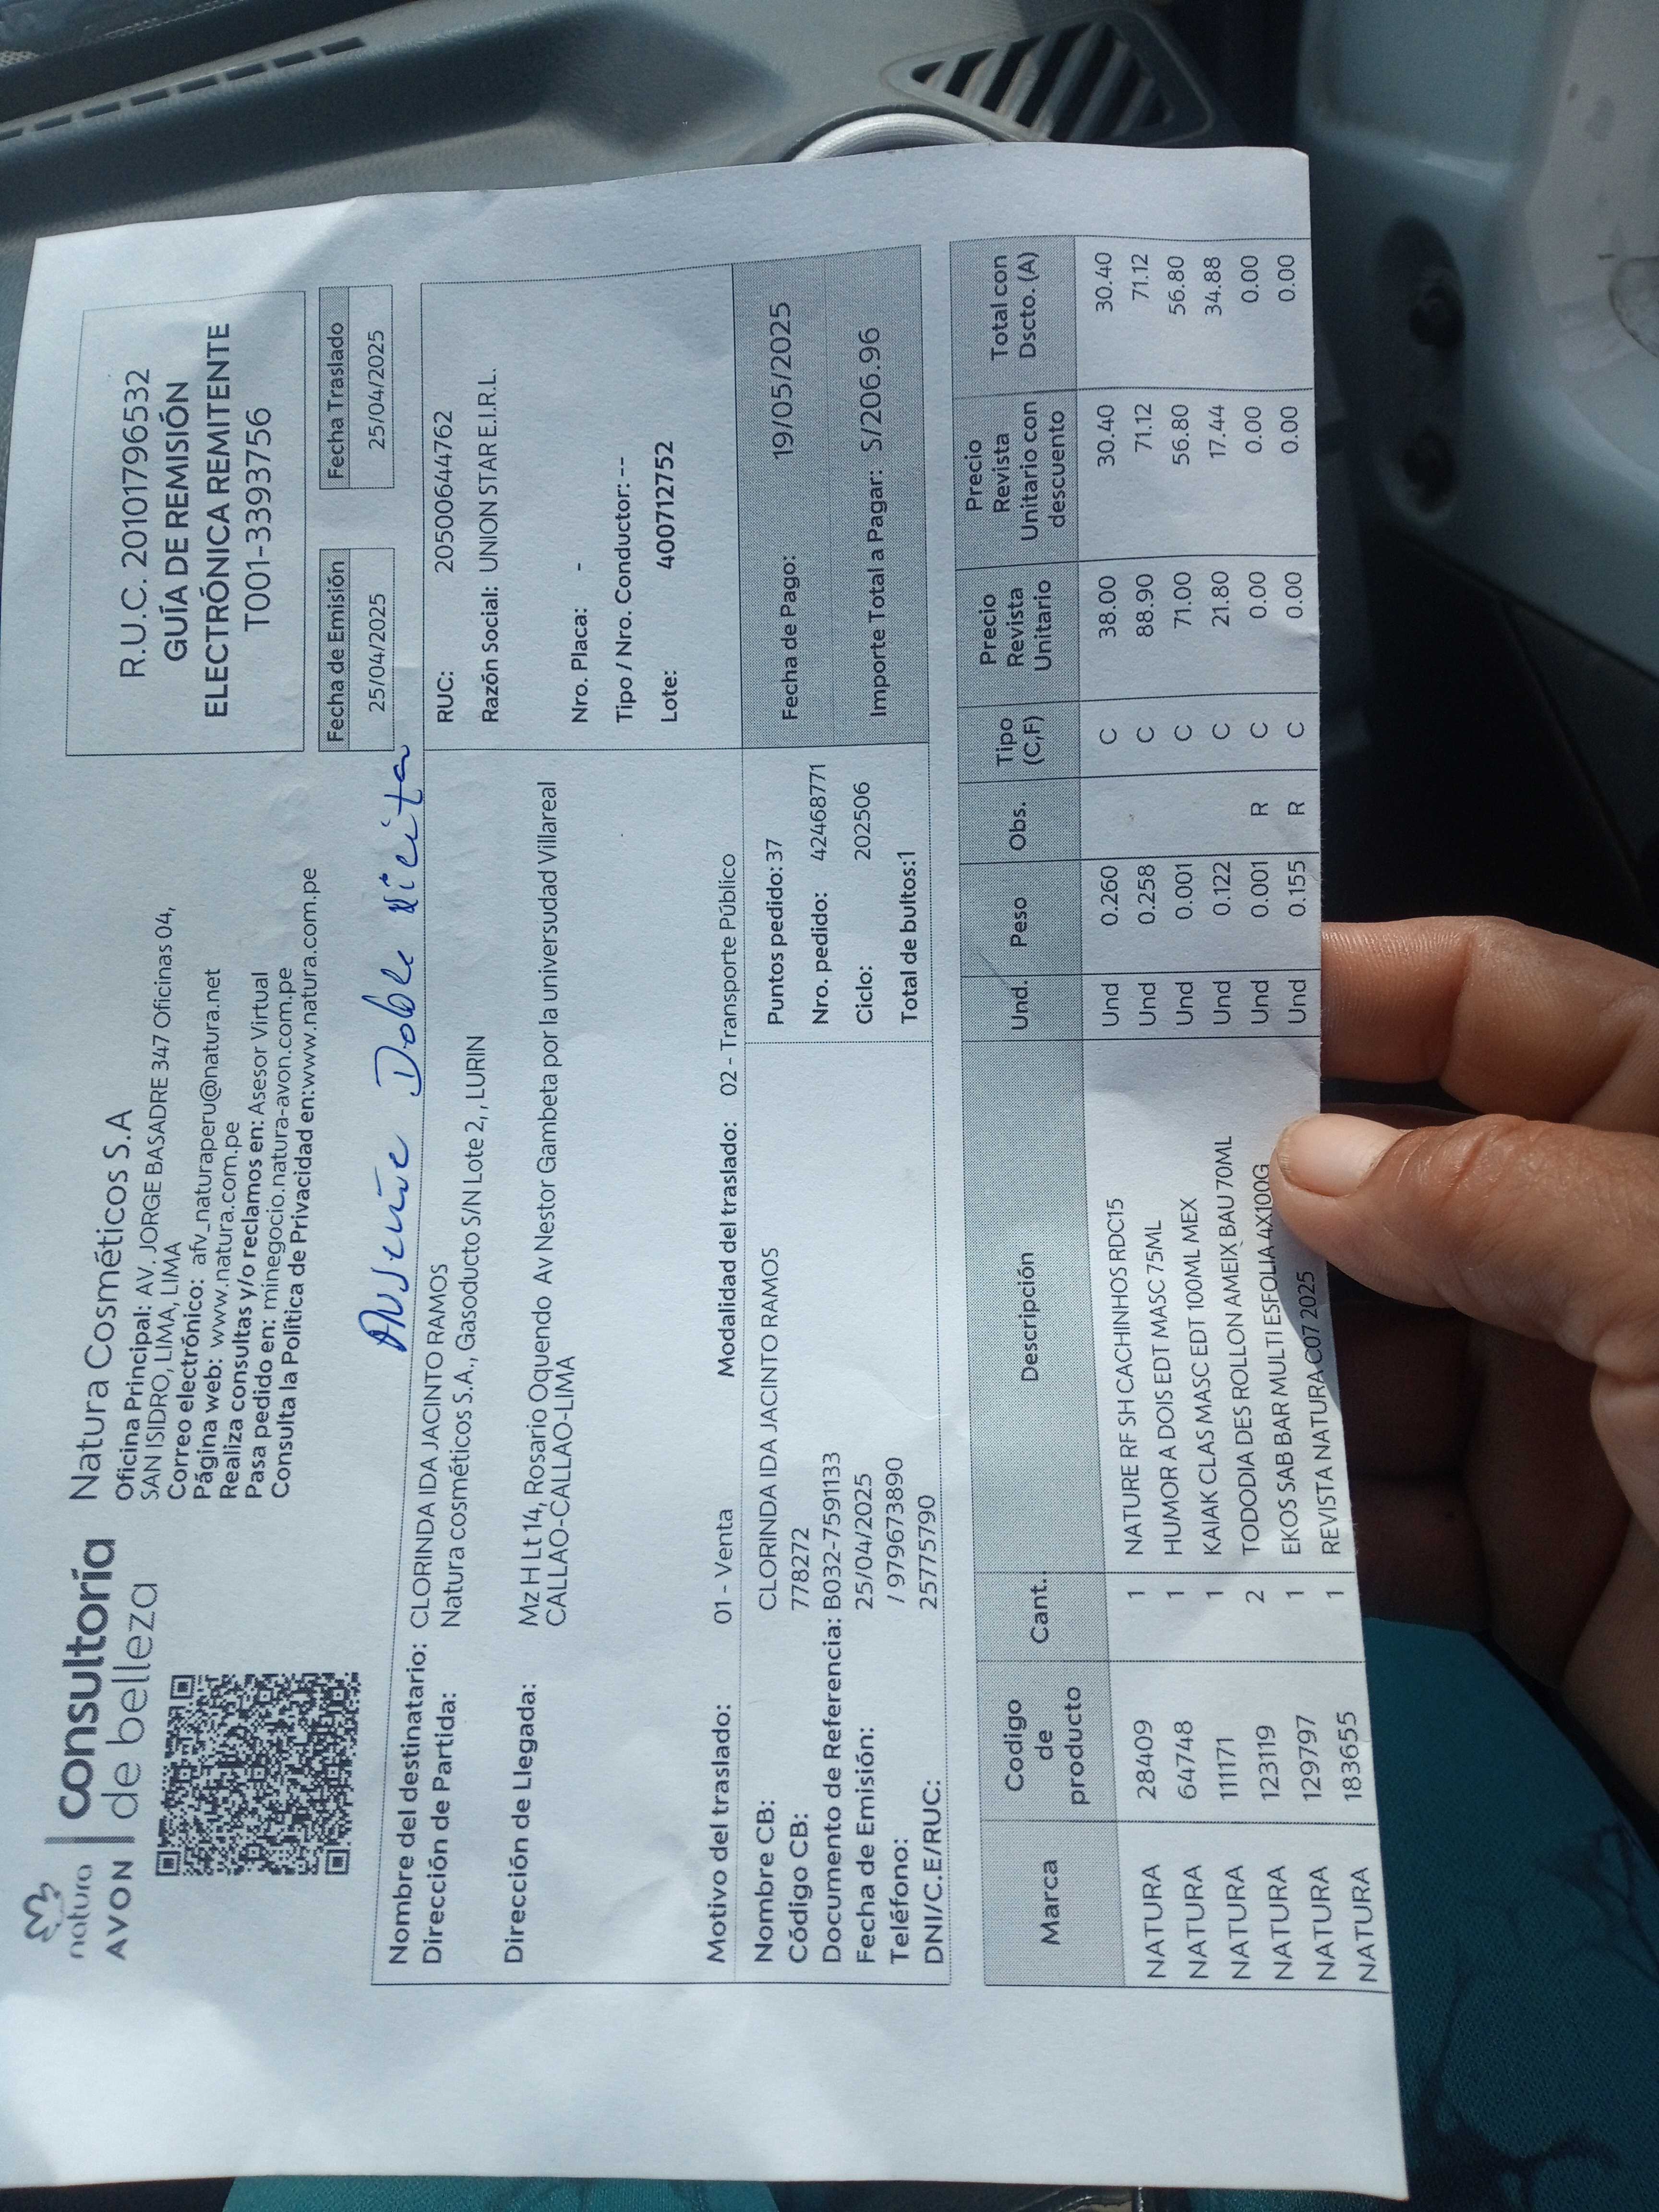 natura
AVON
Consultoría
de belleza
Natura Cosméticos S.A
Oficina Principal: AV. JORGE BASADRE 347 Oficinas 04,
SAN ISIDRO, LIMA, LIMA
Correo electrónico: afv_naturaperu@natura.net
Página web: www.natura.com.pe
Realiza consultas y/o reclamos en: Asesor Virtual
Pasa pedido en: minegocio.natura-avon.com.pe
Consulta la Política de Privacidad en:www.natura.com.pe
R.U.C. 20101796532
GUÍA DE REMISIÓN
ELECTRÓNICA REMITENTE
T001-3393756
Fecha de Emisión Fecha Traslado
25/04/2025 25/04/2025
Doble
Nombre del destinatario: CLORINDA IDA JACINTO RAMOS
Dirección de Partida: Natura cosméticos S.A., Gasoducto S/N Lote 2, , LURIN
Dirección de Llegada: Mz H Lt 14, Rosario Oquendo Av Nestor Gambeta por la universudad Villareal
CALLAO-CALLAO-LIMA
Motivo del traslado: 01 - Venta Modalidad del traslado: 02 - Transporte Público
RUC: 20500644762
Razón Social: UNION STAR E.I.R.L.
Nro. Placa: -
Tipo / Nro. Conductor: --
Lote: 400712752
Nombre CB: CLORINDA IDA JACINTO RAMOS
Código CB: 778272
Documento de Referencia: B032-7591133
Fecha de Emisión: 25/04/2025
Teléfono: / 979673890
DNI/C.E/RUC: 25775790
Puntos pedido: 37
Nro. pedido: 42468771
Ciclo: 202506
Total de bultos:1
Fecha de Pago: 19/05/2025
Importe Total a Pagar: S/206.96
Marca Codigo de producto Cant.. Descripción Und. Peso Obs. Tipo (C,F) Precio Revista Unitario Precio Revista Unitario con descuento Total con Dscto. (A)
NATURA 28409 1 NATURE RF SH CACHINHOS RDC15 Und 0.260 C 38.00 30.40 30.40
NATURA 64748 1 HUMOR A DOIS EDT MASC 75ML Und 0.258 C 88.90 71.12 71.12
NATURA 111171 1 KAIAK CLAS MASC EDT 100ML MEX Und 0.001 C 71.00 56.80 56.80
NATURA 123119 2 TODODIA DES ROLLON AMEIX BAU 70ML Und 0.122 C 21.80 17.44 34.88
NATURA 129797 1 EKOS SAB BAR MULTI ESFOLIA 4X100G Und 0.001 R C 0.00 0.00 0.00
NATURA 183655 1 REVISTA NATURA C07 2025 Und 0.155 R C 0.00 0.00 0.00